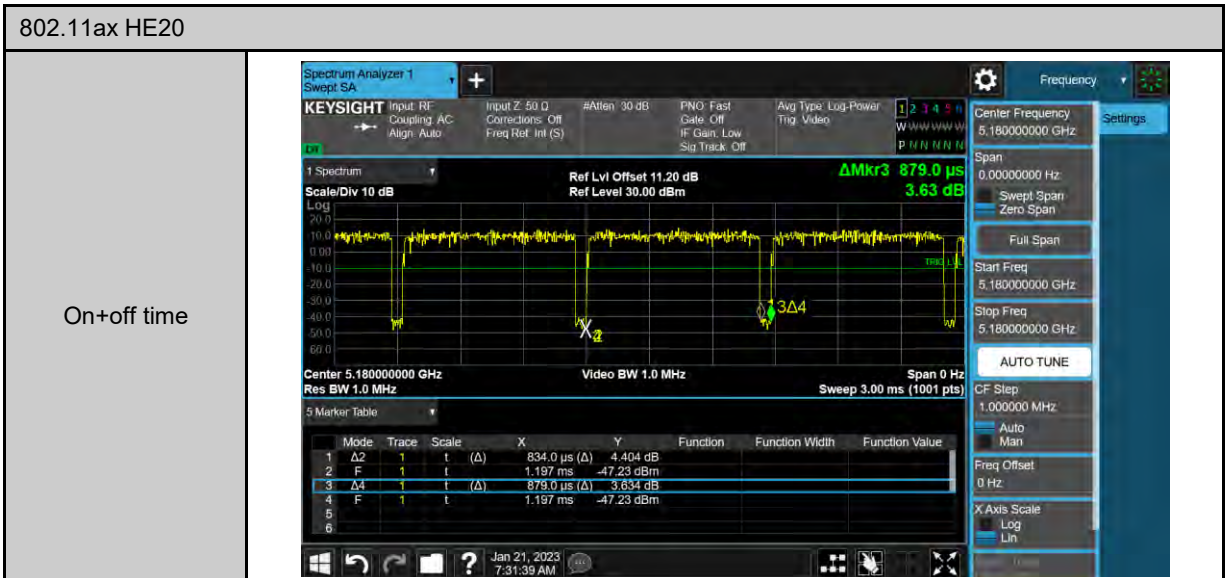 802.11ax HE20
On+off time
Spectrum Analyzer 1
Swept SA
+
Frequency
KEYSIGHT
Input: RF
Coupling: AC
Align: Auto
Input Z: 50 Ω
Corrections: Off
Freq Ref: Int (S)
#Atten: 30 dB
PNO: Fast
Gate: Off
IF Gain: Low
Sig Track: Off
Avg Type: Log-Power
Trig: Video
1 2 3 4 5 6
W W W W W W
P N N N N N
1 Spectrum
Scale/Div 10 dB
Ref Lvl Offset 11.20 dB
Ref Level 30.00 dBm
ΔMkr3 879.0 µs
3.63 dB
Log
20.0
10.0
0.00
-10.0
-20.0
-30.0
-40.0
-50.0
-60.0
TRIG LVL
3Δ4
Center 5.180000000 GHz
Res BW 1.0 MHz
Video BW 1.0 MHz
Span 0 Hz
Sweep 3.00 ms (1001 pts)
5 Marker Table
Mode Trace Scale X Y Function Function Width Function Value
1 Δ2 1 t (Δ) 834.0 µs (Δ) 4.404 dB
2 F 1 t 1.197 ms -47.23 dBm
3 Δ4 1 t (Δ) 879.0 µs (Δ) 3.634 dB
4 F 1 t 1.197 ms -47.23 dBm
5
6
?
Jan 21, 2023
7:31:39 AM
Center Frequency
5.180000000 GHz
Settings
Span
0.00000000 Hz
Swept Span
Zero Span
Full Span
Start Freq
5.180000000 GHz
Stop Freq
5.180000000 GHz
AUTO TUNE
CF Step
1.000000 MHz
Auto
Man
Freq Offset
0 Hz
X Axis Scale
Log
Lin